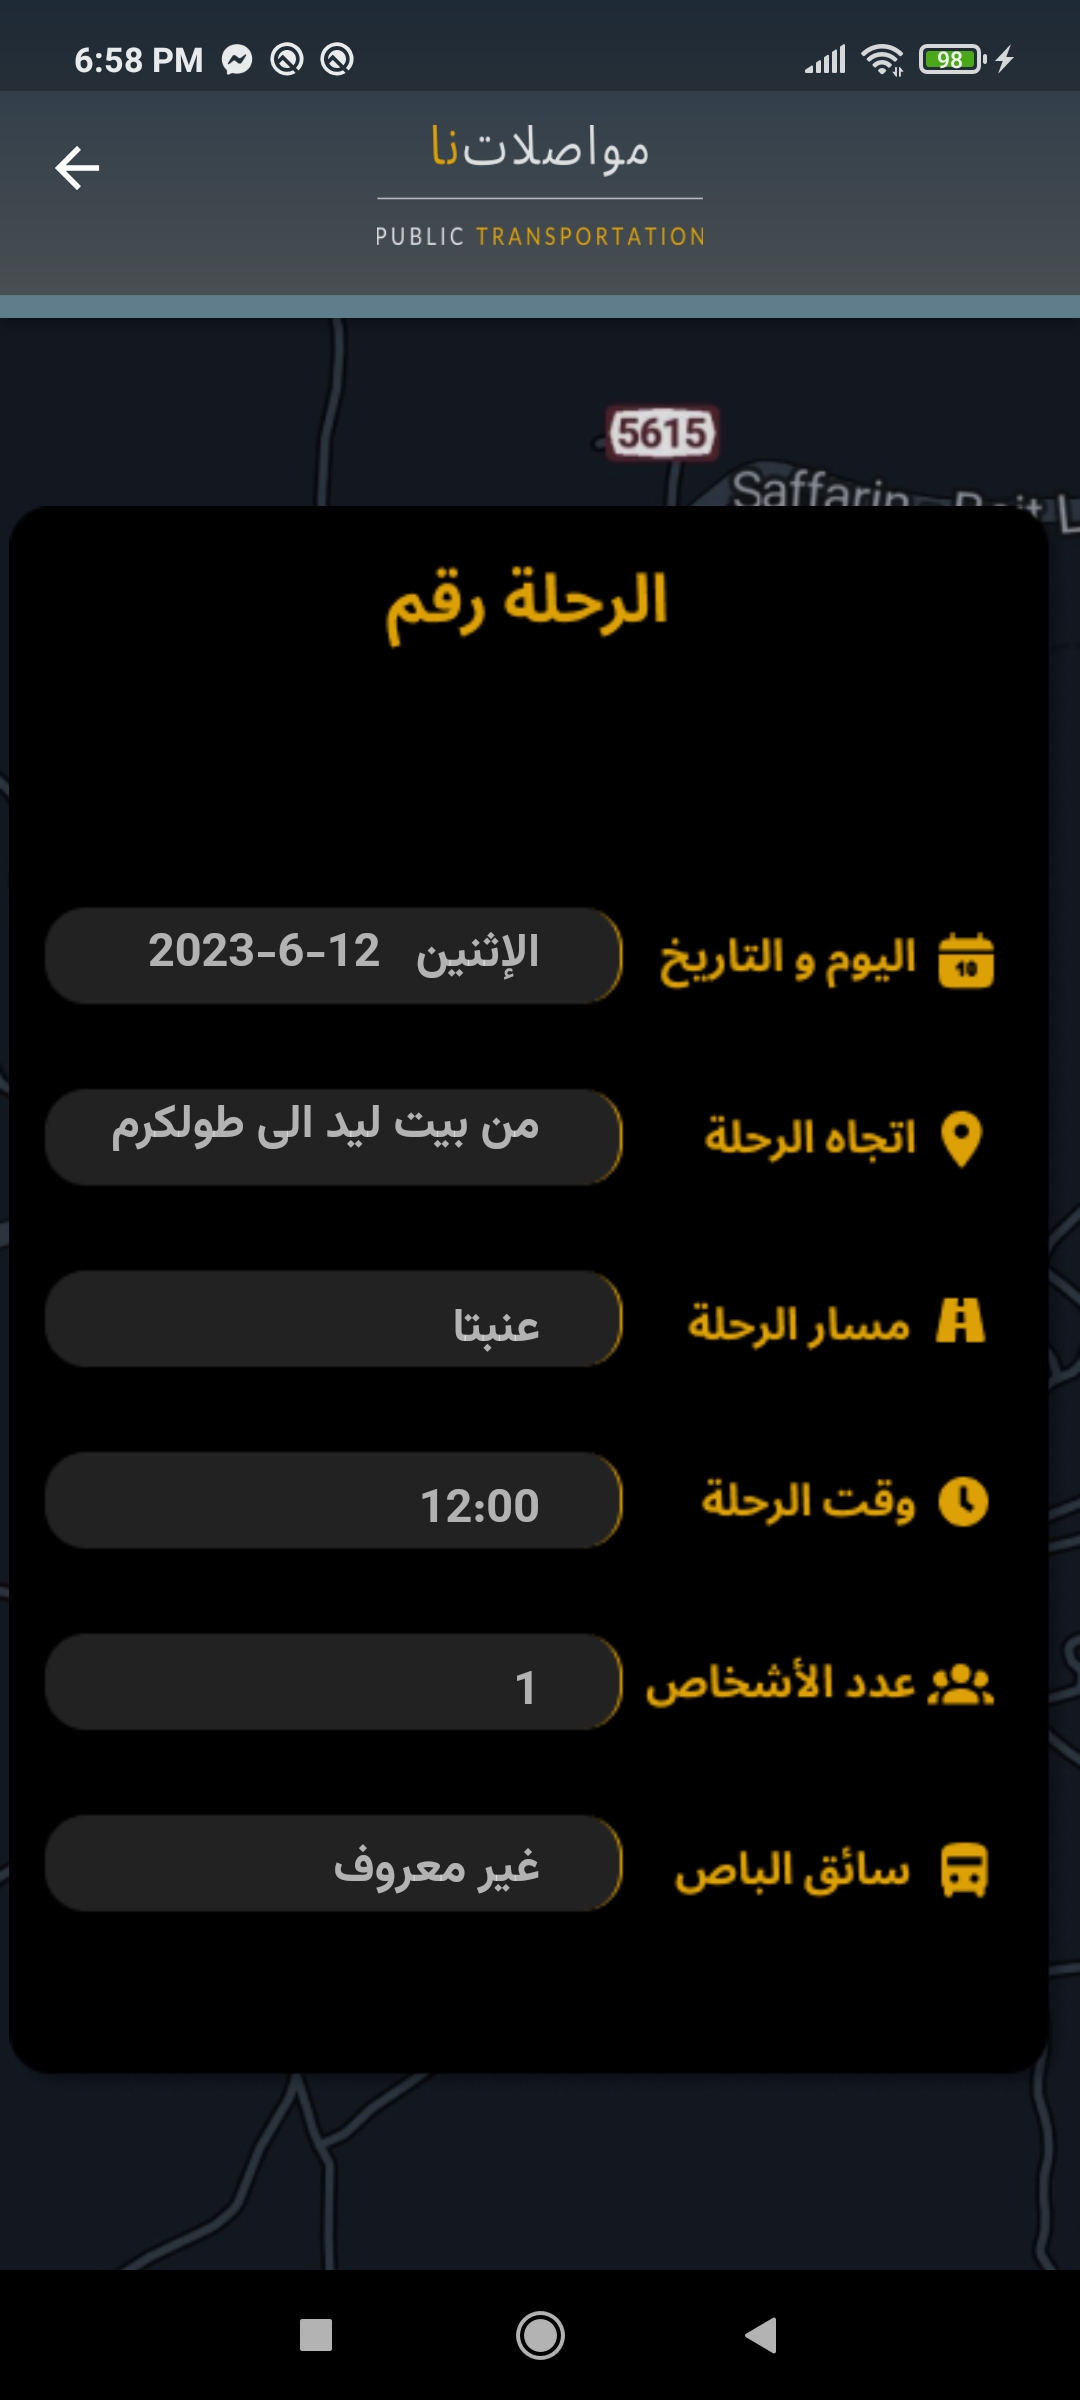 6:58 PM
98
مواصلاتنا
PUBLIC TRANSPORTATION
5615
Saffarin
الرحلة رقم
اليوم و التاريخ
الإثنين 12-6-2023
اتجاه الرحلة
من بيت ليد الى طولكرم
مسار الرحلة
عنبتا
وقت الرحلة
12:00
عدد الأشخاص
1
سائق الباص
غير معروف